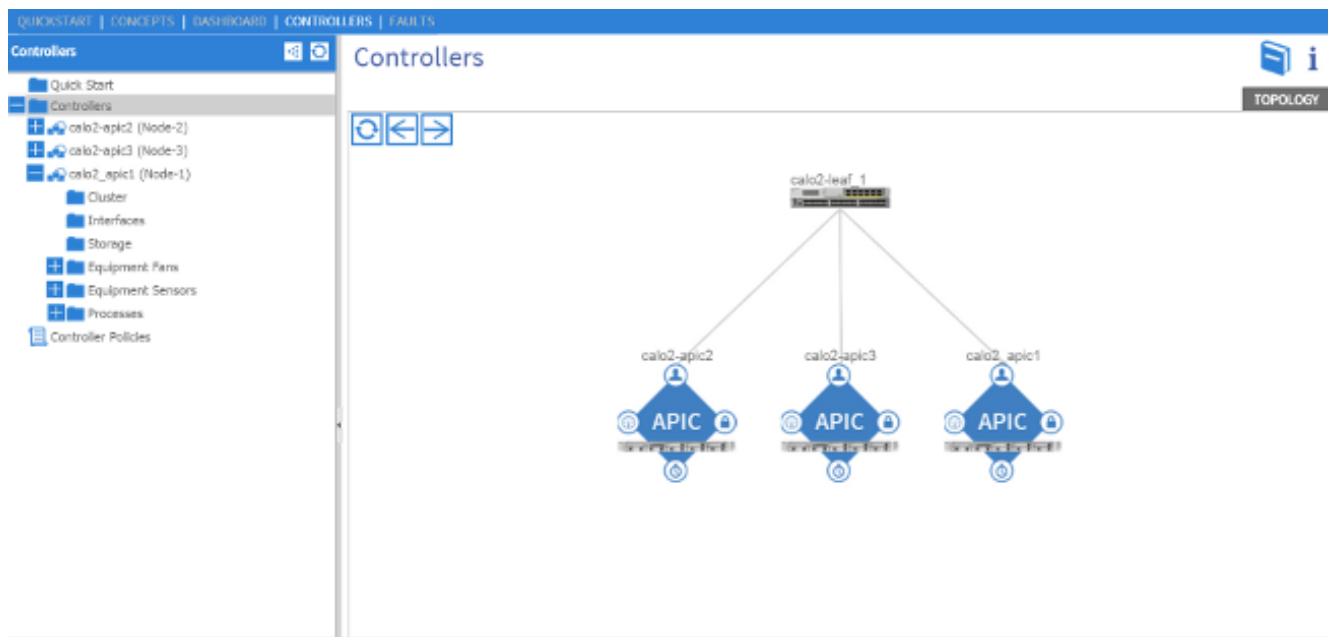 QUICKSTART | CONCEPTS | DASHBOARD | CONTROLLERS | FAULTS
Controllers
Controllers
TOPOLOGY
Quick Start
Controllers
calo2-apic2 (Node-2)
calo2-apic3 (Node-3)
calo2_apic1 (Node-1)
Cluster
Interfaces
Storage
Equipment Fans
Equipment Sensors
Processes
Controller Policies
calo2-leaf_1
calo2-apic2 calo2-apic3 calo2_apic1
APIC APIC APIC